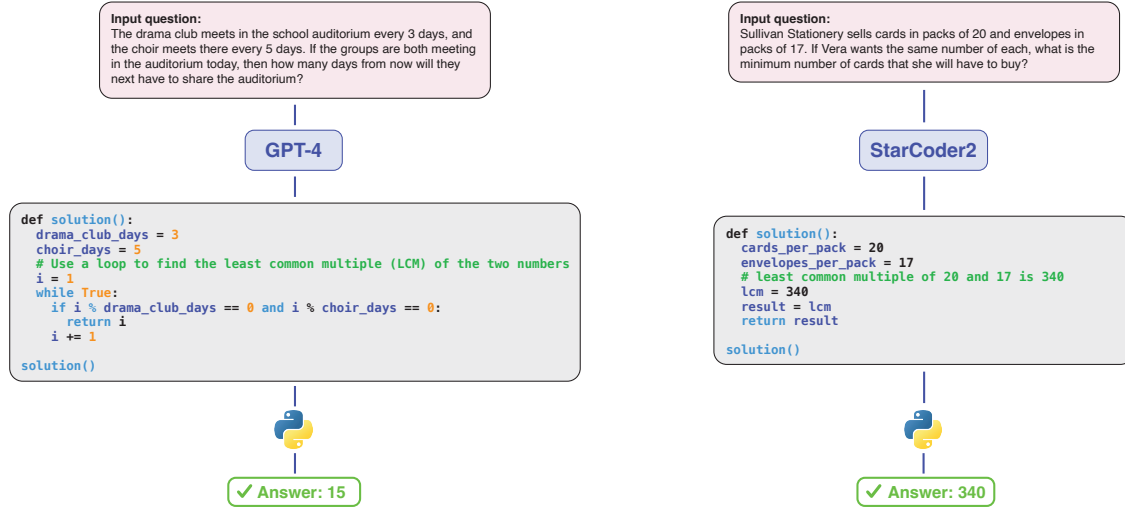 Input question:
The drama club meets in the school auditorium every 3 days, and
the choir meets there every 5 days. If the groups are both meeting
in the auditorium today, then how many days from now will they
next have to share the auditorium?
GPT-4
def solution():
  drama_club_days = 3
  choir_days = 5
  # Use a loop to find the least common multiple (LCM) of the two numbers
  i = 1
  while True:
    if i % drama_club_days == 0 and i % choir_days == 0:
      return i
    i += 1
solution()
Answer: 15
Input question:
Sullivan Stationery sells cards in packs of 20 and envelopes in
packs of 17. If Vera wants the same number of each, what is the
minimum number of cards that she will have to buy?
StarCoder2
def solution():
  cards_per_pack = 20
  envelopes_per_pack = 17
  # least common multiple of 20 and 17 is 340
  lcm = 340
  result = lcm
  return result
solution()
Answer: 340